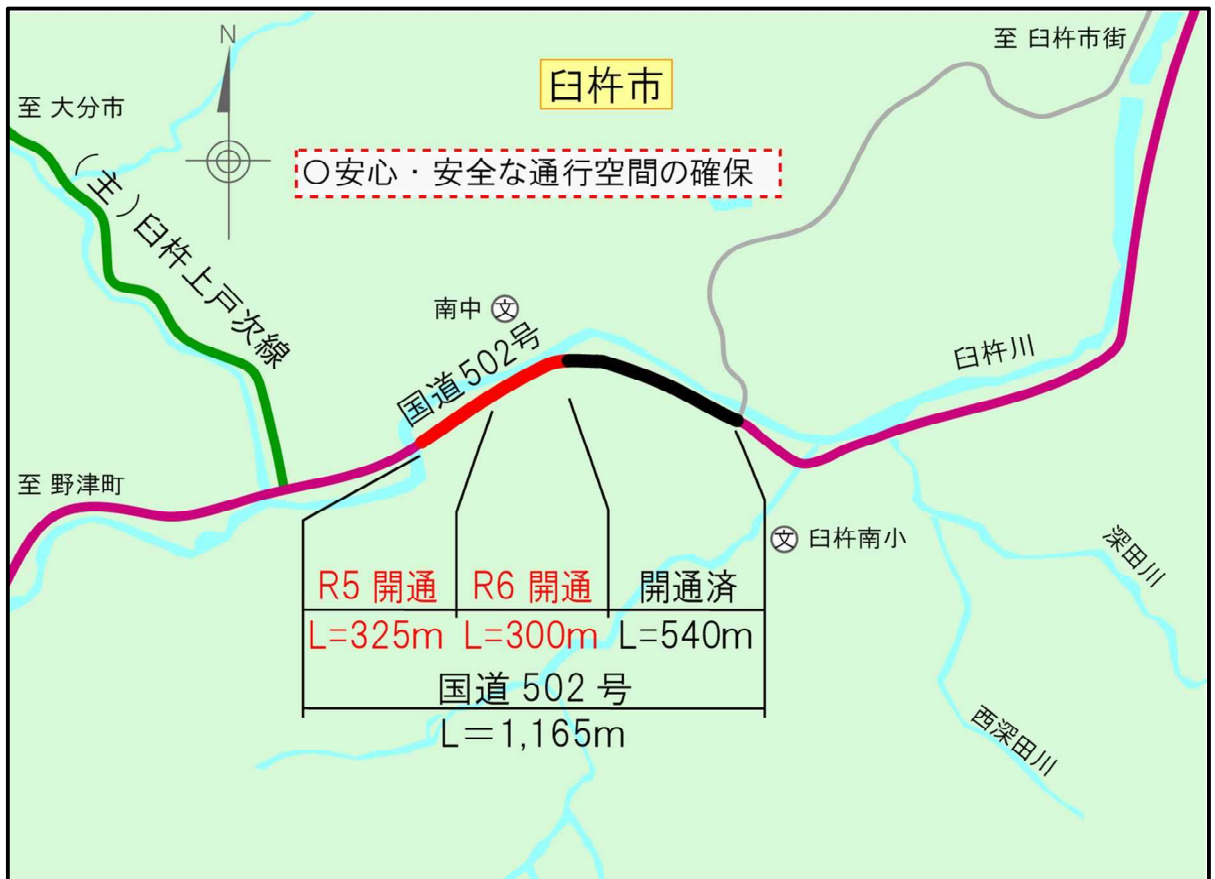 N
至 臼杵市街
臼杵市
至 大分市
○安心・安全な通行空間の確保
(主)臼杵上戸次線
南中 文
国道502号
臼杵川
至 野津町
文 臼杵南小
深田川
R5 開通 R6 開通 開通済
L=325m L=300m L=540m
国道 502 号
L=1,165m
西深田川